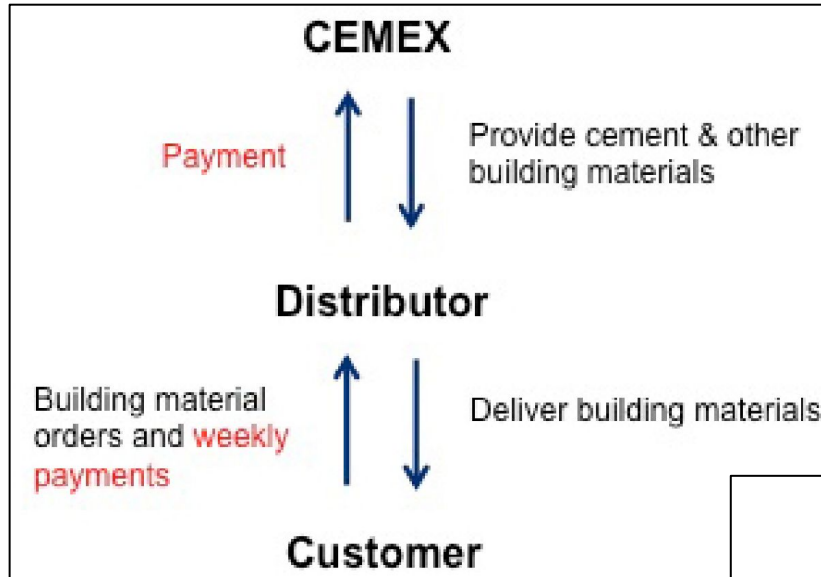 CEMEX
Payment
Provide cement & other
building materials
Distributor
Building material
orders and weekly
payments
Deliver building materials
Customer